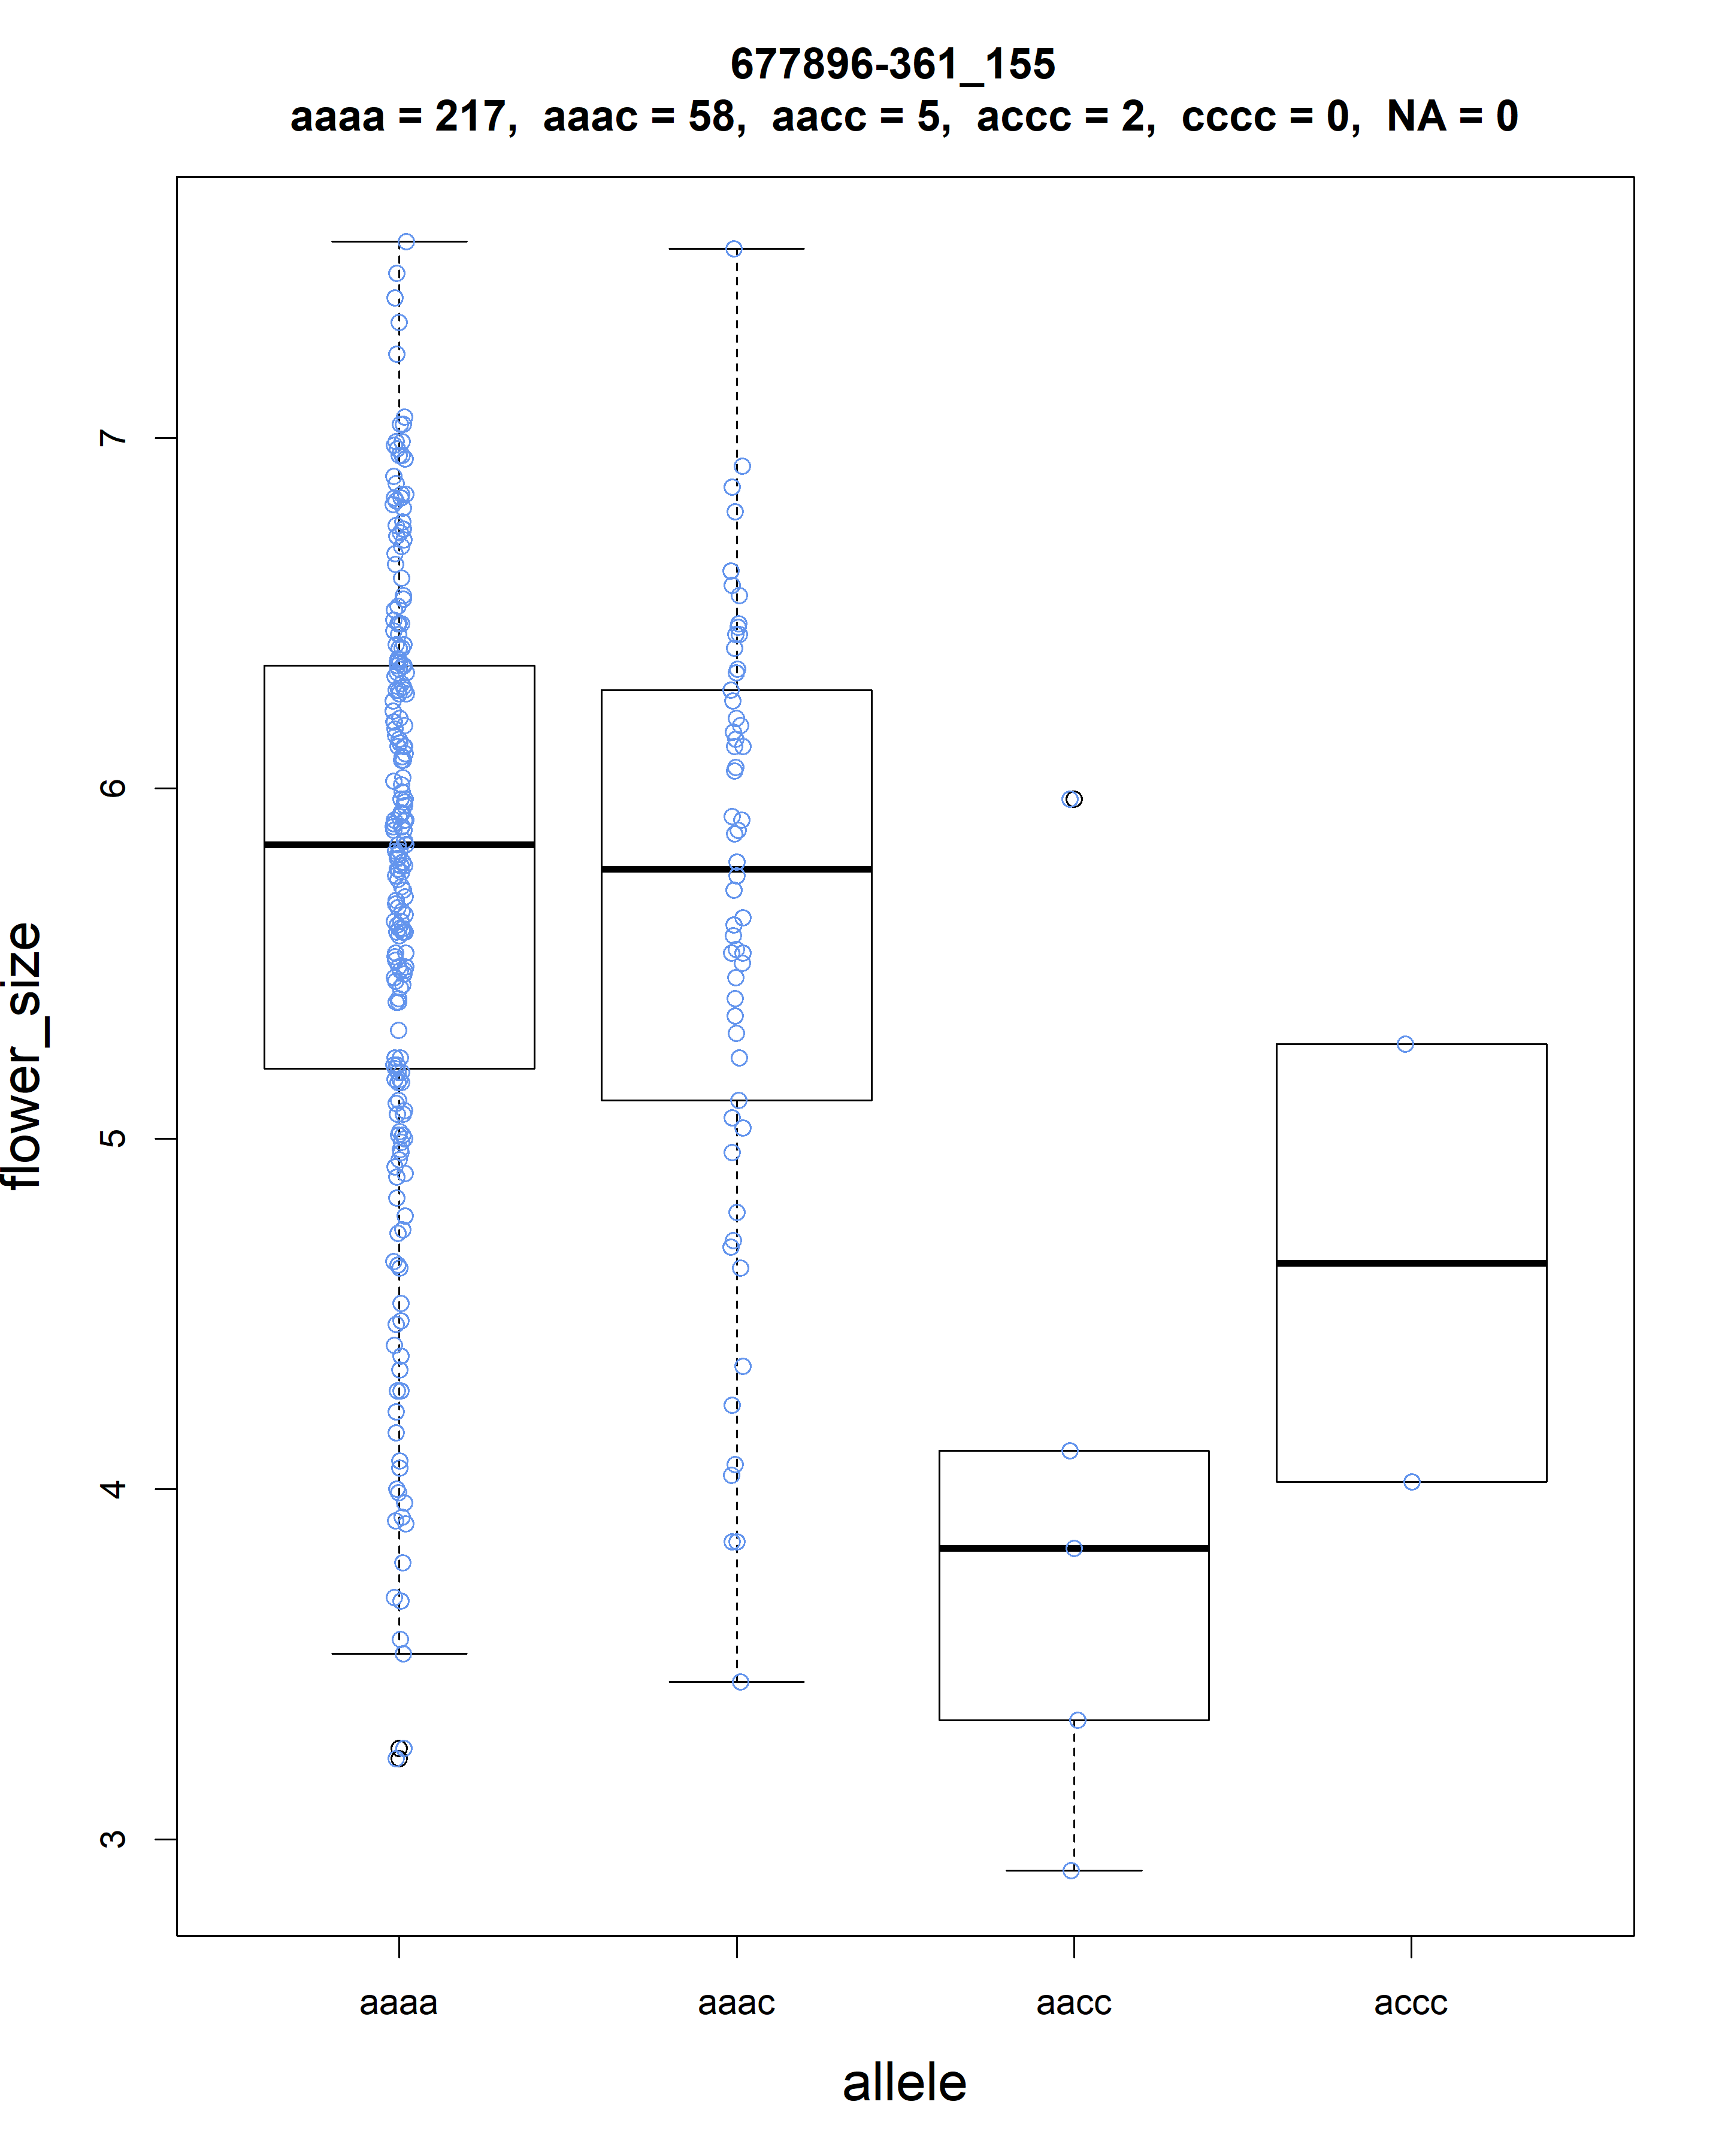 677896-361_155
aaaa = 217,  aaac = 58,  aacc = 5,  accc = 2,  cccc = 0,  NA = 0
flower_size
7
6
5
4
3
aaaa aaac aacc accc
allele